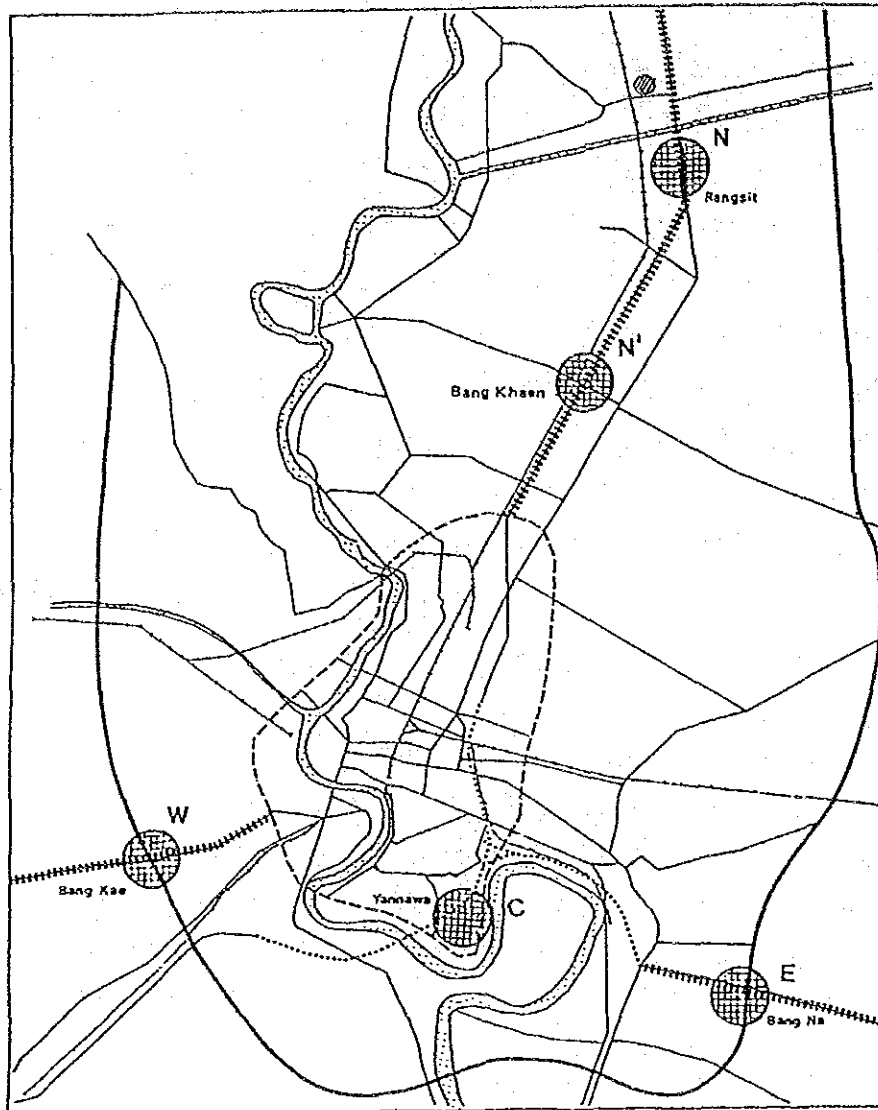 N
Rangsit
N'
Bang Khaen
W
Bang Kae
Yannawa
C
E
Bang Na